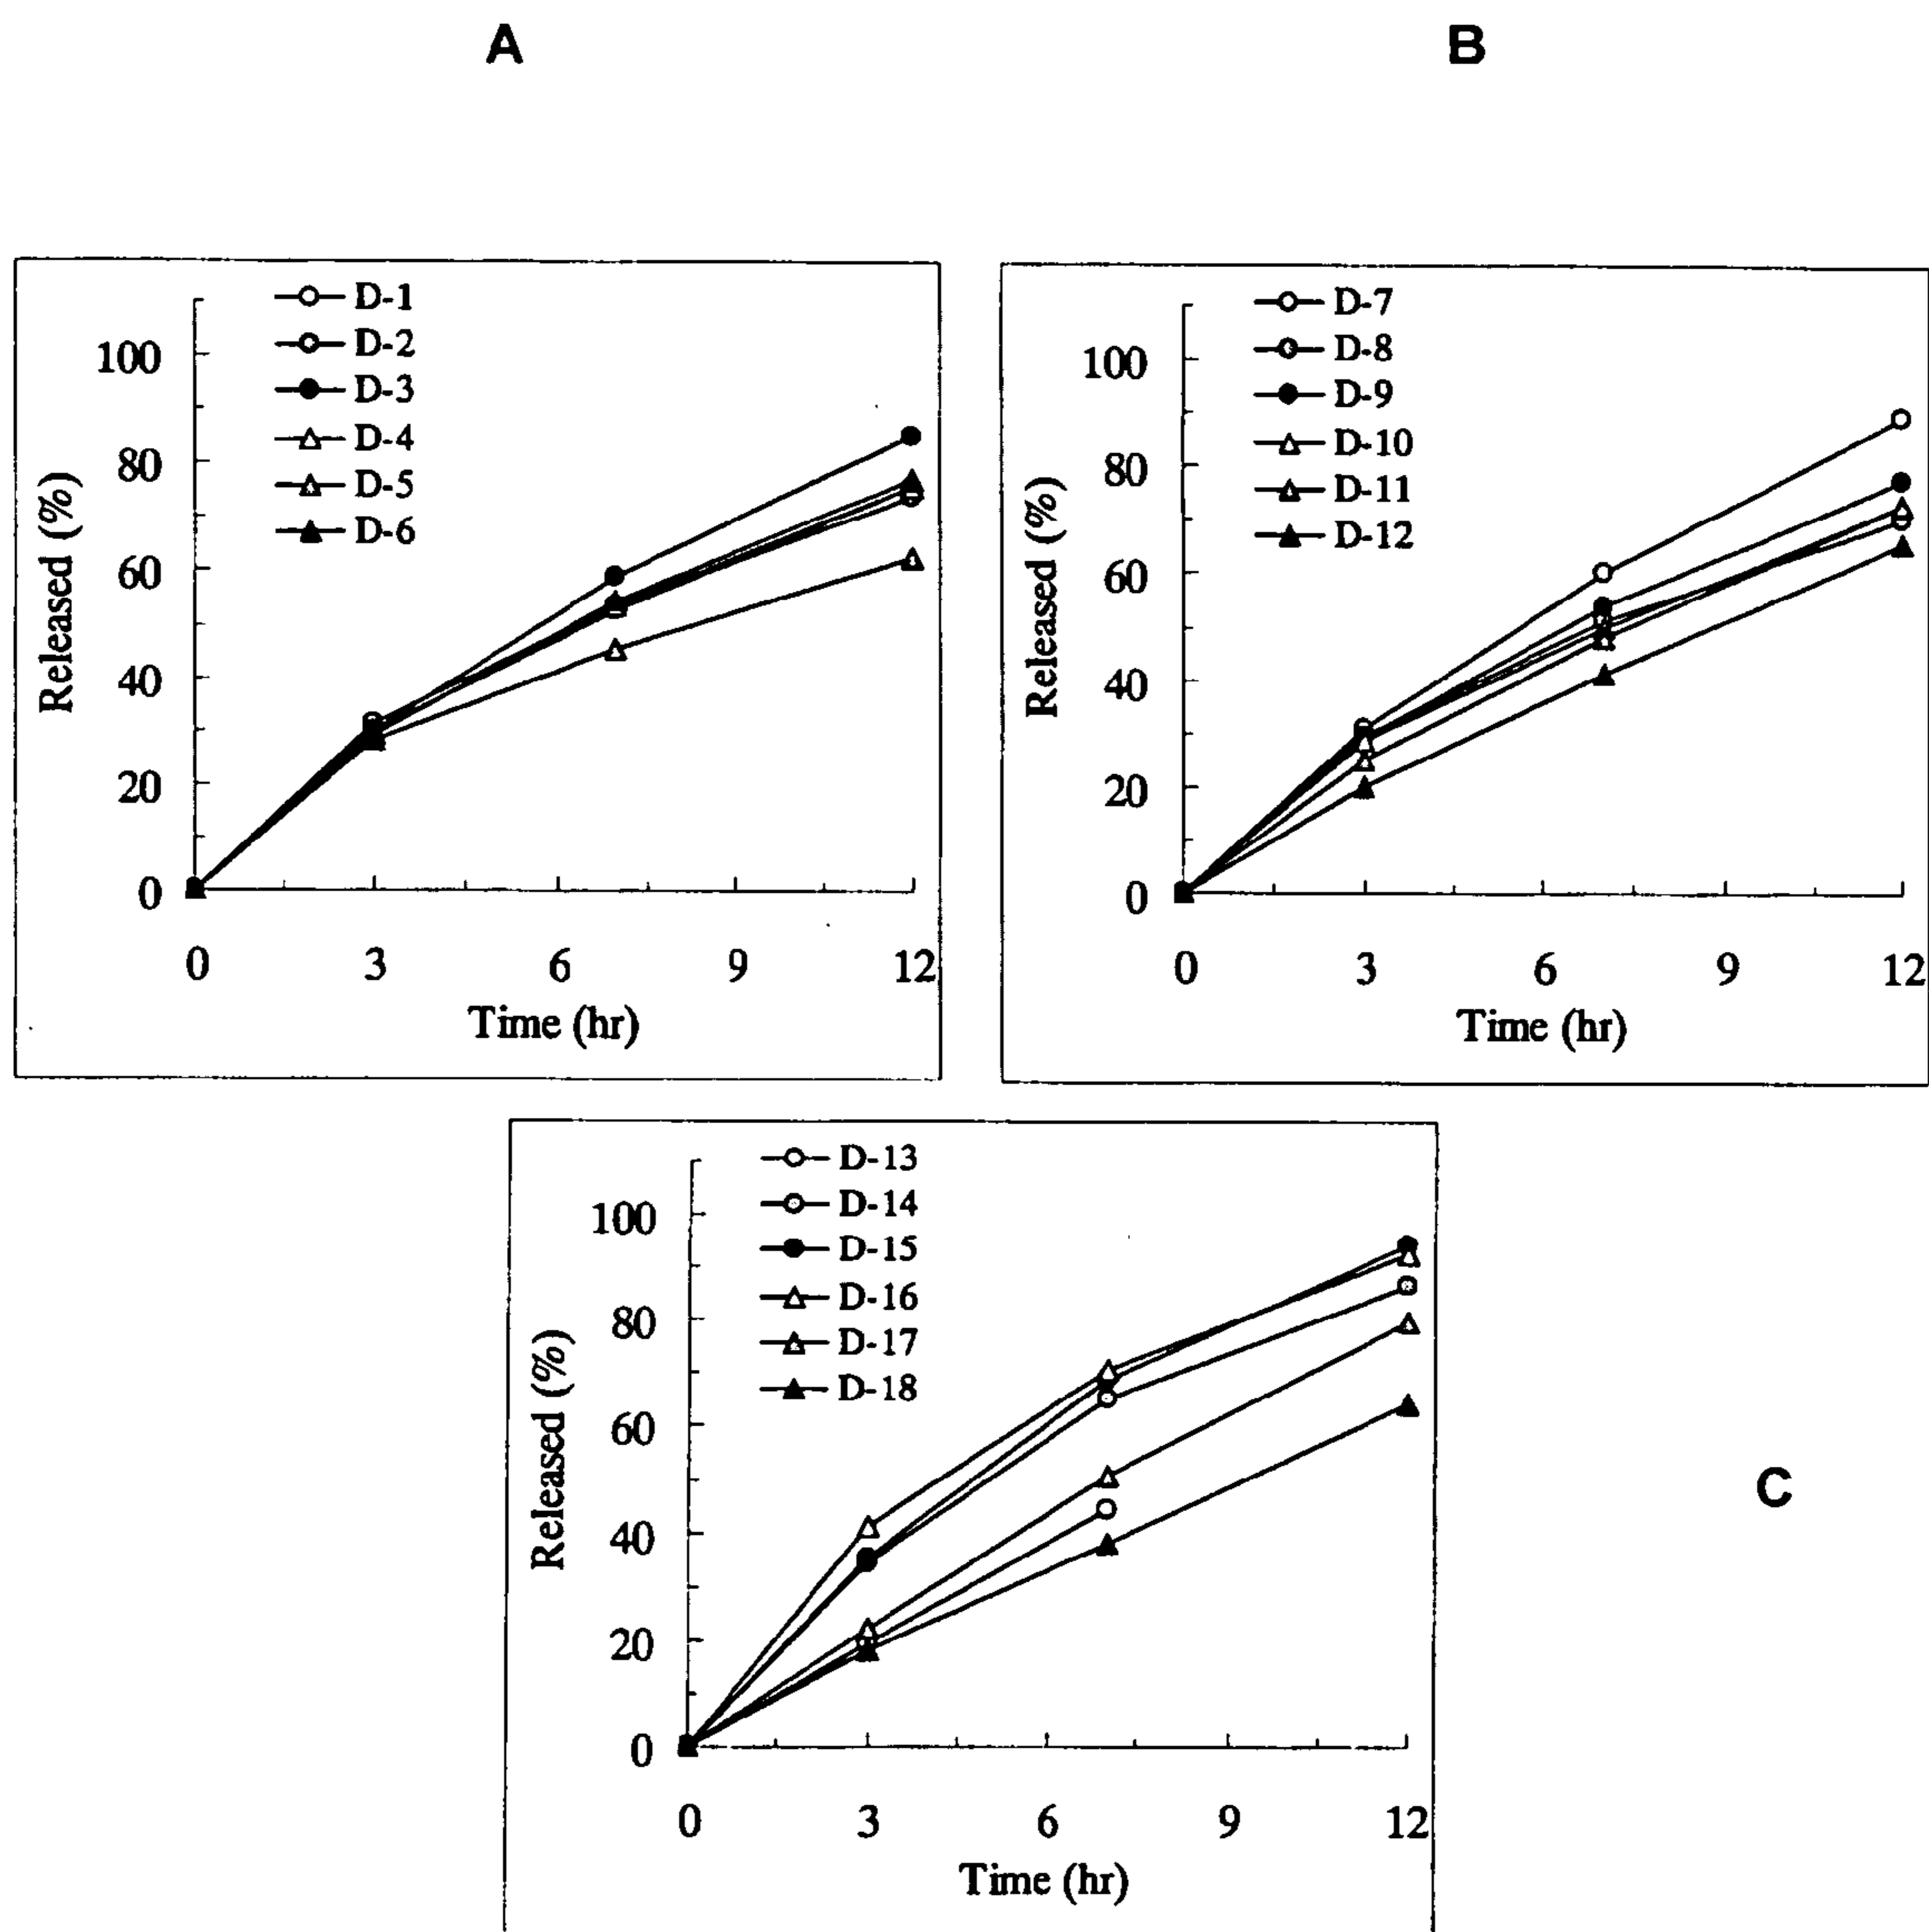 A
B
D-1
D-2
D-3
D-4
D-5
D-6
100
80
60
40
20
0
Released (%)
0 3 6 9 12
Time (hr)
D-7
D-8
D-9
D-10
D-11
D-12
100
80
60
40
20
0
Released (%)
0 3 6 9 12
Time (hr)
D-13
D-14
D-15
D-16
D-17
D-18
100
80
60
40
20
0
Released (%)
0 3 6 9 12
Time (hr)
C